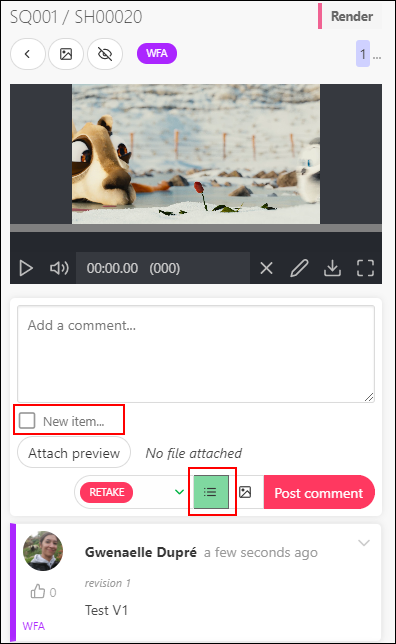 SQ001 / SH00020
Render
WFA
1 ...
00:00.00 (000)
Add a comment...
New item...
Attach preview No file attached
RETAKE Post comment
Gwenaelle Dupré a few seconds ago
revision 1
0
Test V1
WFA